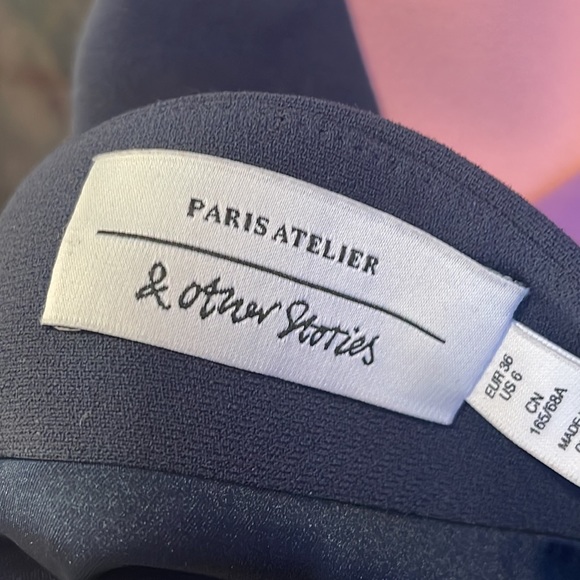 PARIS ATELIER
& other Stories
EUR 36
US 6
CN
165/68A
MADE